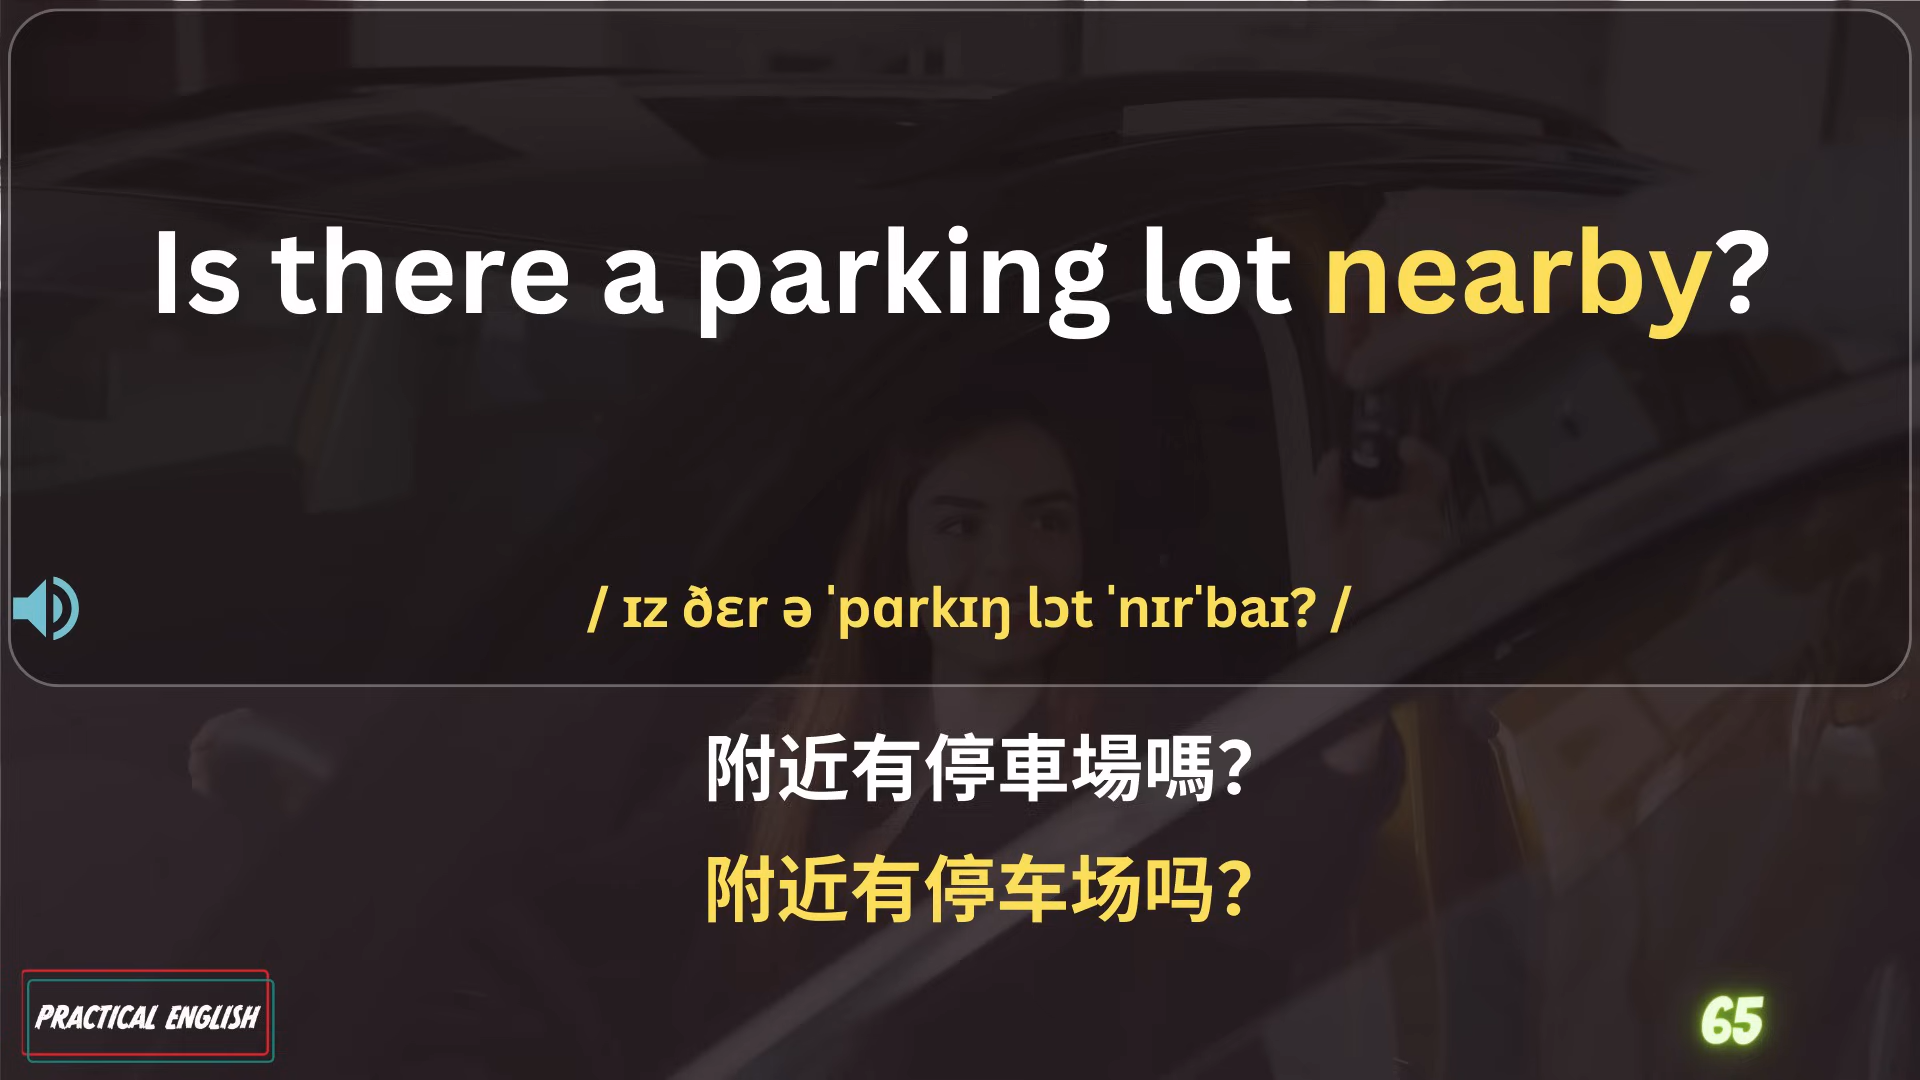 Is there a parking lot nearby?
/ ɪz ðɛr ə ˈpɑrkɪŋ lɔt ˈnɪrˈbaɪ? /
附近有停車場嗎？
附近有停车场吗？
PRACTICAL ENGLISH
65